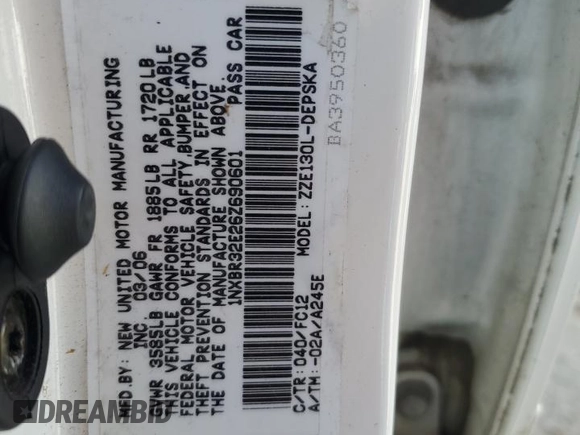 MFD.BY: NEW UNITED MOTOR MANUFACTURING
INC 03/06
GVWR 3585LB GAWR FR 1885LB RR 1720LB
THIS VEHICLE CONFORMS TO ALL APPLICABLE
FEDERAL MOTOR VEHICLE SAFETY,BUMPER,AND
THEFT PREVENTION STANDARDS IN EFFECT ON
THE DATE OF MANUFACTURE SHOWN ABOVE.
1NXBR32E26Z690601 PASS CAR
MODEL: ZZE130L-DEPSKA
C/TR: 040/FC12
A/TM: -02A/A245E
BA3950360
DREAMBID